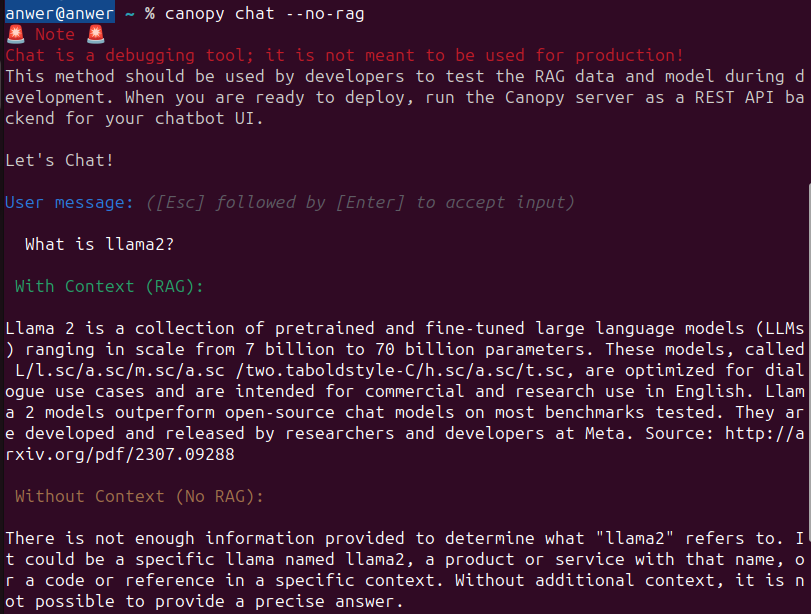 anwer@anwer ~ % canopy chat --no-rag
🚨 Note 🚨
Chat is a debugging tool; it is not meant to be used for production!
This method should be used by developers to test the RAG data and model during d
evelopment. When you are ready to deploy, run the Canopy server as a REST API ba
ckend for your chatbot UI.
Let's Chat!
User message: ([Esc] followed by [Enter] to accept input)
What is llama2?
With Context (RAG):
Llama 2 is a collection of pretrained and fine-tuned large language models (LLMs
) ranging in scale from 7 billion to 70 billion parameters. These models, called
L/l.sc/a.sc/m.sc/a.sc /two.taboldstyle-C/h.sc/a.sc/t.sc, are optimized for dial
ogue use cases and are intended for commercial and research use in English. Llam
a 2 models outperform open-source chat models on most benchmarks tested. They ar
e developed and released by researchers and developers at Meta. Source: http://a
rxiv.org/pdf/2307.09288
Without Context (No RAG):
There is not enough information provided to determine what "llama2" refers to. I
t could be a specific llama named llama2, a product or service with that name, o
r a code or reference in a specific context. Without additional context, it is n
ot possible to provide a precise answer.